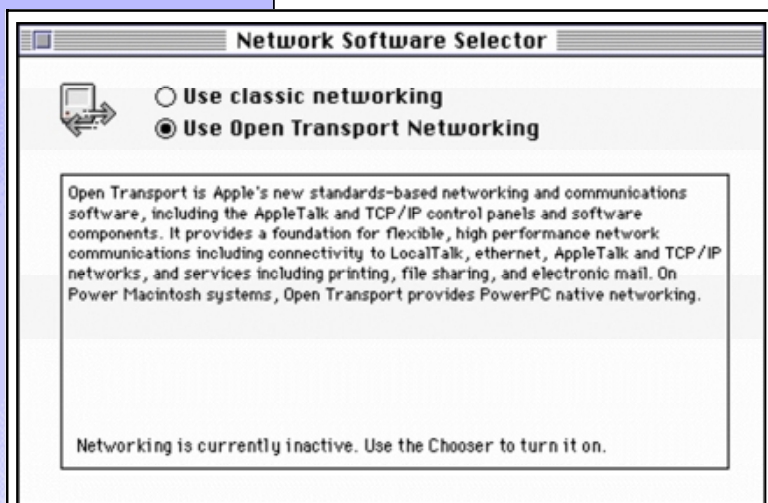 Network Software Selector
Use classic networking
Use Open Transport Networking
Open Transport is Apple's new standards-based networking and communications
software, including the AppleTalk and TCP/IP control panels and software
components. It provides a foundation for flexible, high performance network
communications including connectivity to LocalTalk, ethernet, AppleTalk and TCP/IP
networks, and services including printing, file sharing, and electronic mail. On
Power Macintosh systems, Open Transport provides PowerPC native networking.
Networking is currently inactive. Use the Chooser to turn it on.